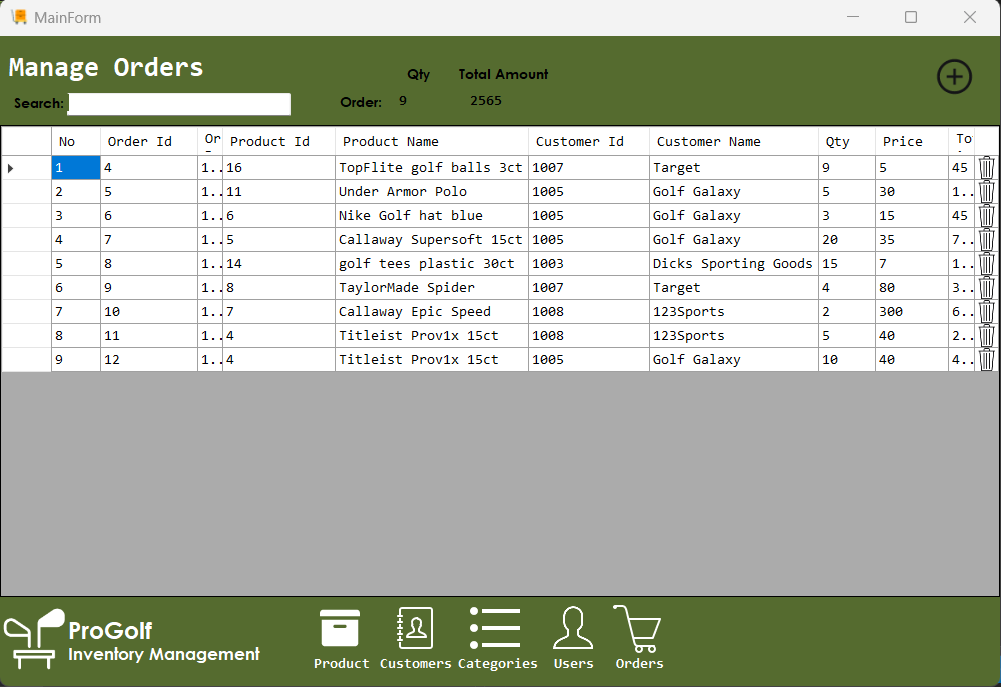 MainForm
Manage Orders
Qty Total Amount
Search: Order: 9 2565
No Order Id Or Product Id Product Name Customer Id Customer Name Qty Price To
1 4 1.. 16 TopFlite golf balls 3ct 1007 Target 9 5 45
2 5 1.. 11 Under Armor Polo 1005 Golf Galaxy 5 30 1..
3 6 1.. 6 Nike Golf hat blue 1005 Golf Galaxy 3 15 45
4 7 1.. 5 Callaway Supersoft 15ct 1005 Golf Galaxy 20 35 7..
5 8 1.. 14 golf tees plastic 30ct 1003 Dicks Sporting Goods 15 7 1..
6 9 1.. 8 TaylorMade Spider 1007 Target 4 80 3..
7 10 1.. 7 Callaway Epic Speed 1008 123Sports 2 300 6..
8 11 1.. 4 Titleist Prov1x 15ct 1008 123Sports 5 40 2..
9 12 1.. 4 Titleist Prov1x 15ct 1005 Golf Galaxy 10 40 4..
ProGolf
Inventory Management
Product Customers Categories Users Orders